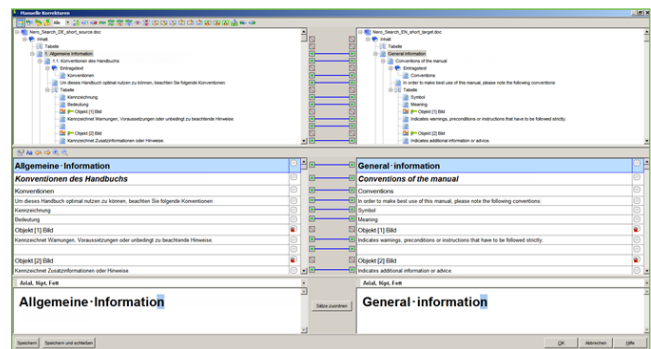 Manuelle Korrekturen
Nero_Search_DE_short_source.doc
Inhalt
Tabelle
1. Allgemeine Information
1.1. Konventionen des Handbuchs
Eintragstext
Konventionen
Um dieses Handbuch optimal nutzen zu können, beachten Sie folgende Konventionen:
Tabelle
Kennzeichnung
Bedeutung
Objekt [1] Bild
Kennzeichnet Warnungen, Voraussetzungen oder unbedingt zu beachtende Hinweise.
Objekt [2] Bild
Kennzeichnet Zusatzinformationen oder Hinweise.
Nero_Search_EN_short_target.doc
Inhalt
Tabelle
General information
Conventions of the manual
Eintragstext
Conventions
In order to make best use of this manual, please note the following conventions:
Tabelle
Symbol
Meaning
Objekt [1] Bild
Indicates warnings, preconditions or instructions that have to be followed strictly.
Objekt [2] Bild
Indicates additional information or advice.
Allgemeine·Information
Konventionen des Handbuchs
Konventionen
Um dieses Handbuch optimal nutzen zu können, beachten Sie folgende Konventionen:
Kennzeichnung
Bedeutung
Objekt [1] Bild
Kennzeichnet Warnungen, Voraussetzungen oder unbedingt zu beachtende Hinweise.
Objekt [2] Bild
Kennzeichnet Zusatzinformationen oder Hinweise.
General·information
Conventions of the manual
Conventions
In order to make best use of this manual, please note the following conventions:
Symbol
Meaning
Objekt [1] Bild
Indicates warnings, preconditions or instructions that have to be followed strictly.
Objekt [2] Bild
Indicates additional information or advice.
Arial, 16pt, Fett
Allgemeine·Information
Sätze zuordnen
Arial, 16pt, Fett
General·information
Speichern
Speichern und schließen
OK
Abbrechen
Hilfe